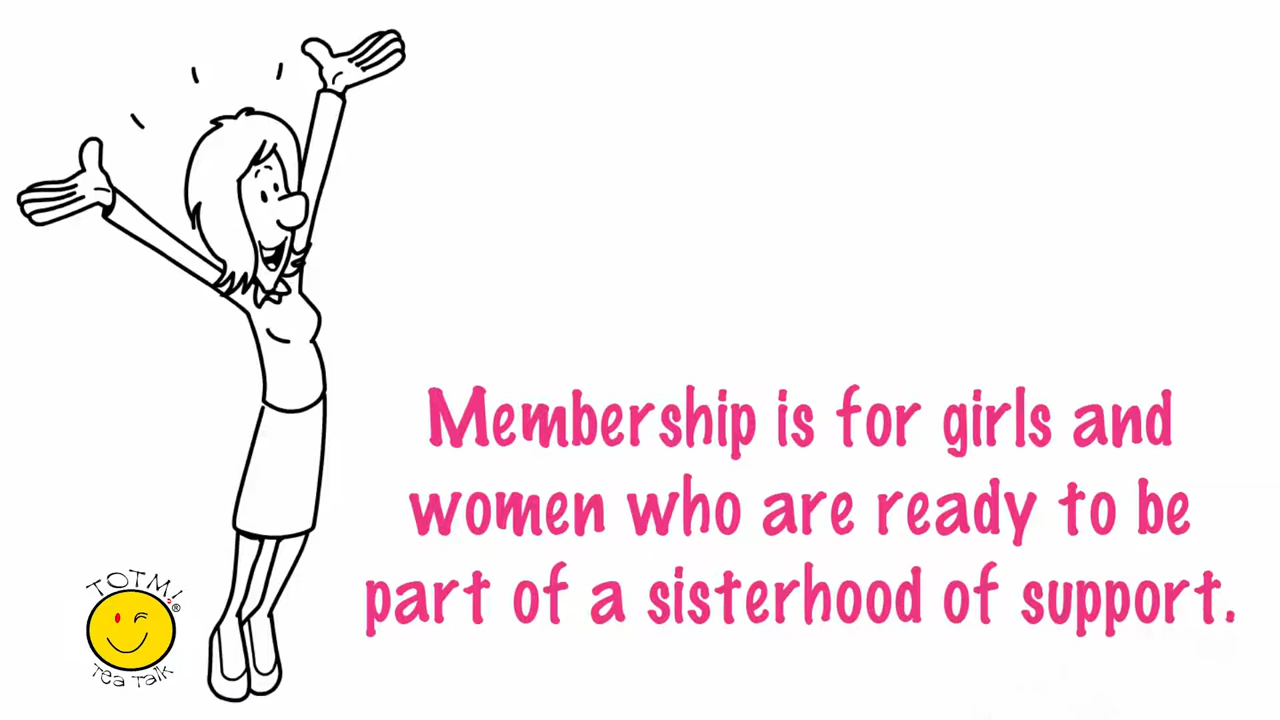 Membership is for girls and
women who are ready to be
part of a sisterhood of support.
TOTM!®
Tea Talk